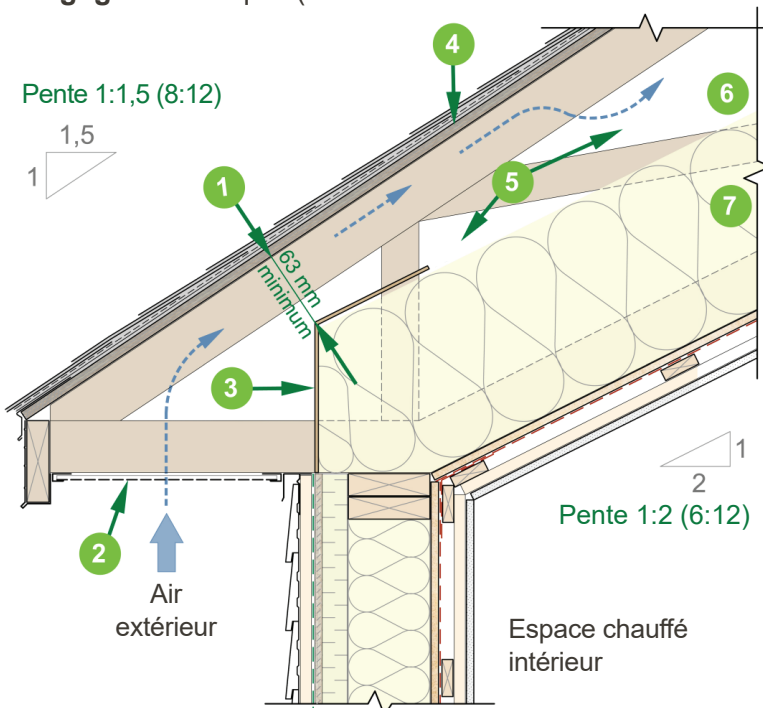 Pente 1:1,5 (8:12)
1,5
1
4
6
1
5
7
63 mm
minimum
3
1
2
Pente 1:2 (6:12)
2
Air
extérieur
Espace chauffé
intérieur